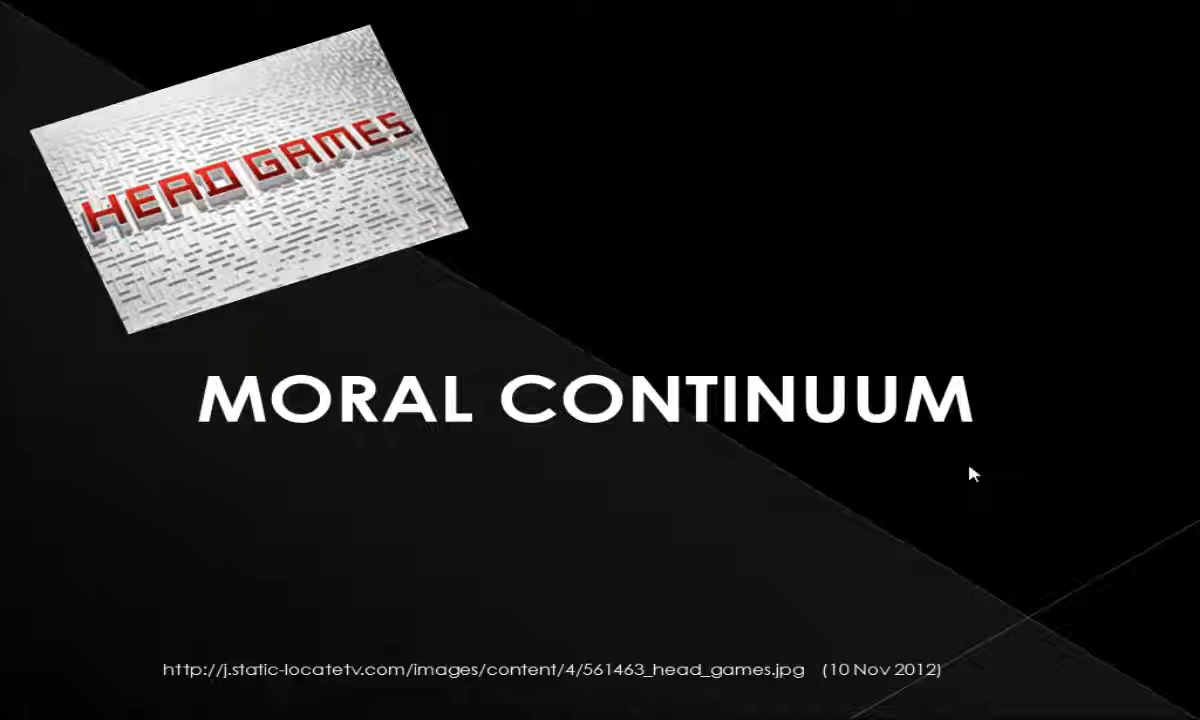 HEAD GAMES
MORAL CONTINUUM
http://j.static-locatetv.com/images/content/4/561463_head_games.jpg (10 Nov 2012)